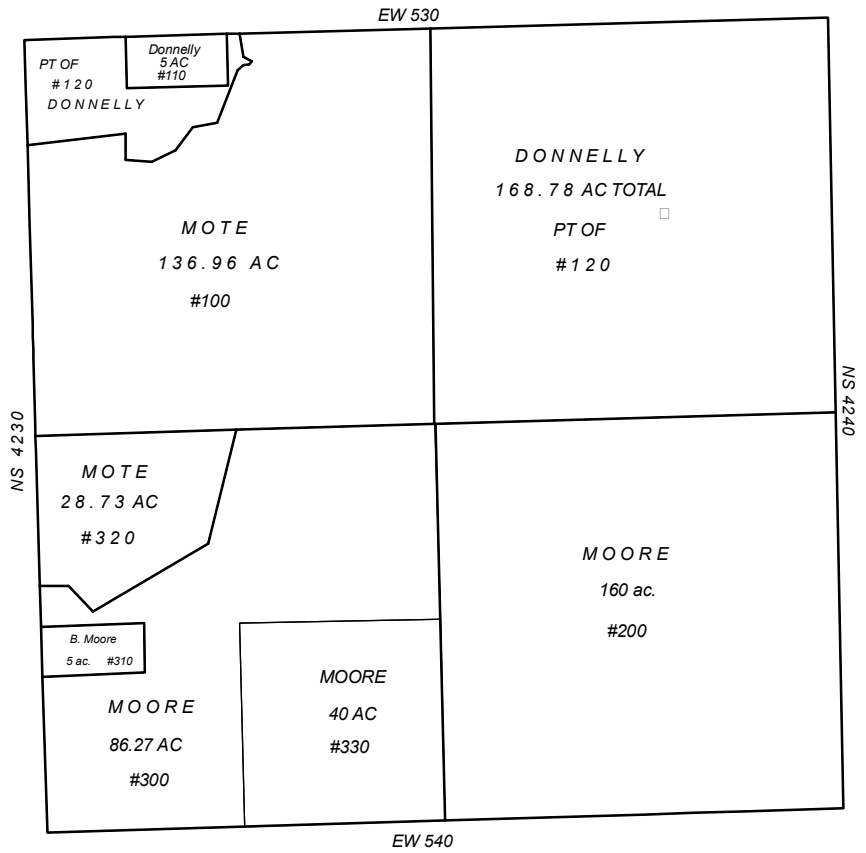 EW 530
PT OF
#120
DONNELLY
Donnelly
5 AC
#110
MOTE
136.96 AC
#100
DONNELLY
168.78 AC TOTAL
PT OF
#120
NS 4230
NS 4240
MOTE
28.73 AC
#320
B. Moore
5 ac. #310
MOORE
86.27 AC
#300
MOORE
40 AC
#330
MOORE
160 ac.
#200
EW 540